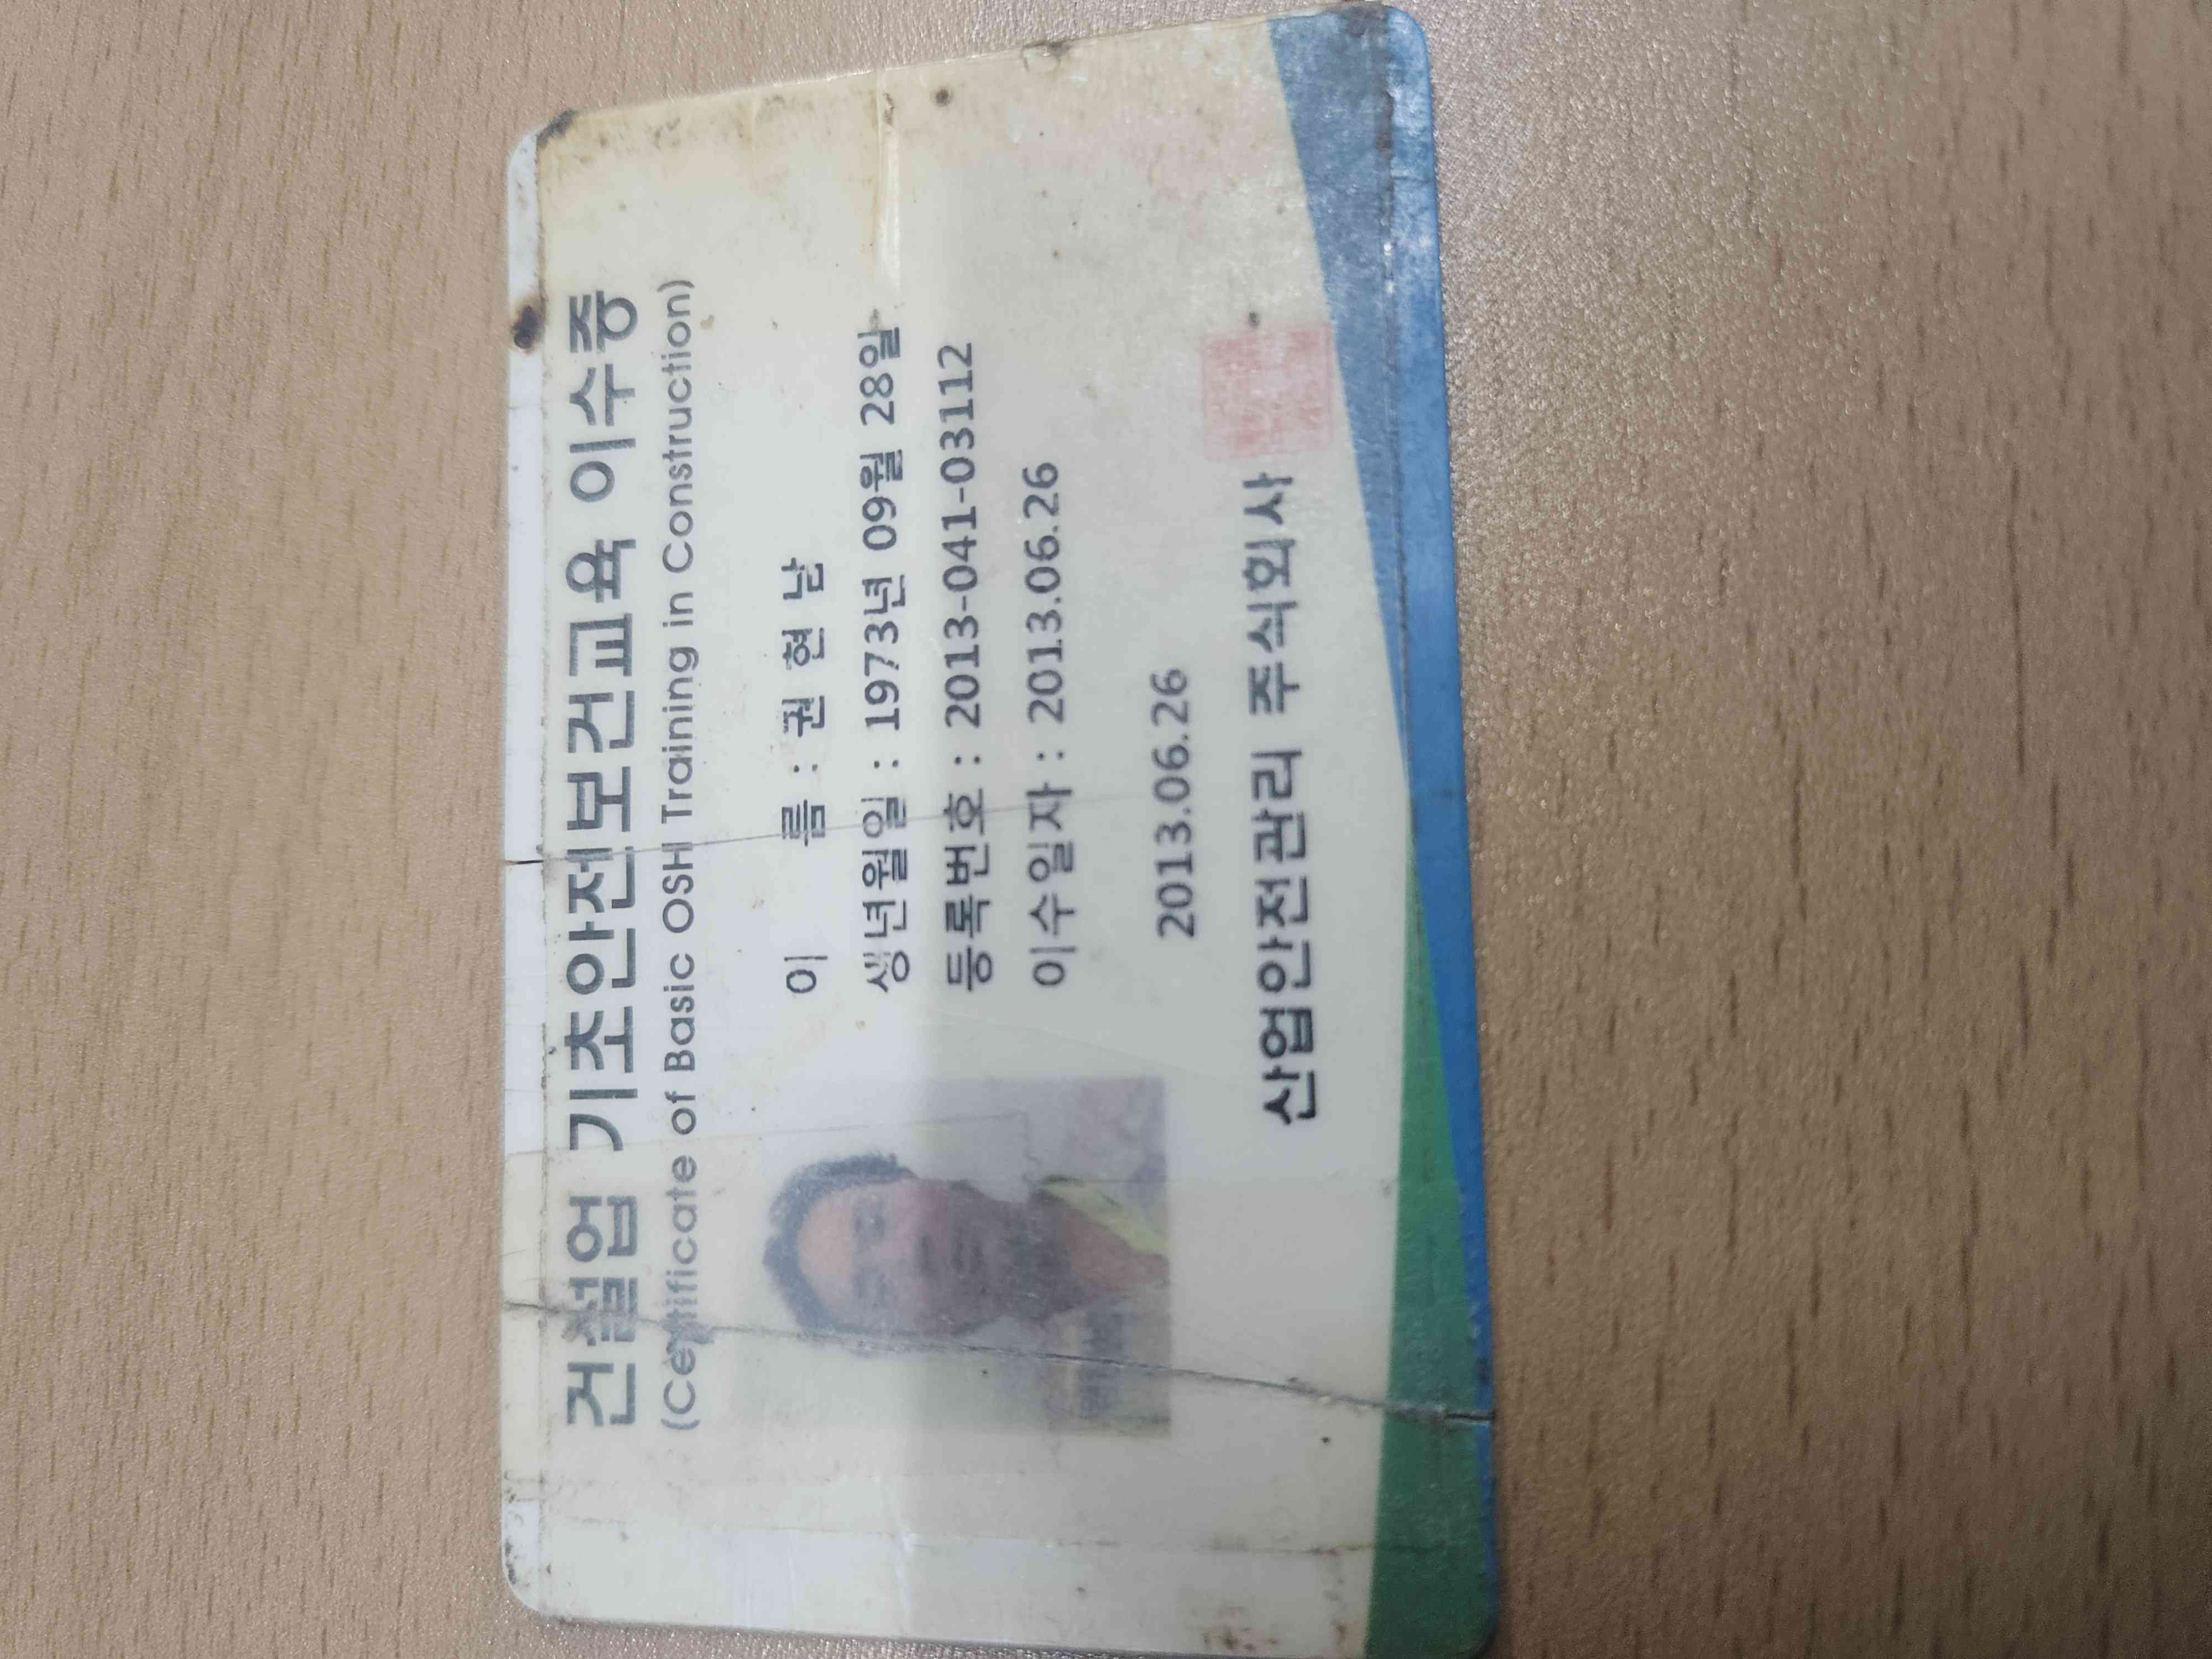 건설업 기초안전보건교육 이수증
(Certificate of Basic OSH Training in Construction)
이 름 : 권 현 남
생년월일 : 1973년 09월 28일
등록번호 : 2013-041-03112
이수일자 : 2013.06.26
2013.06.26
산업안전관리 주식회사